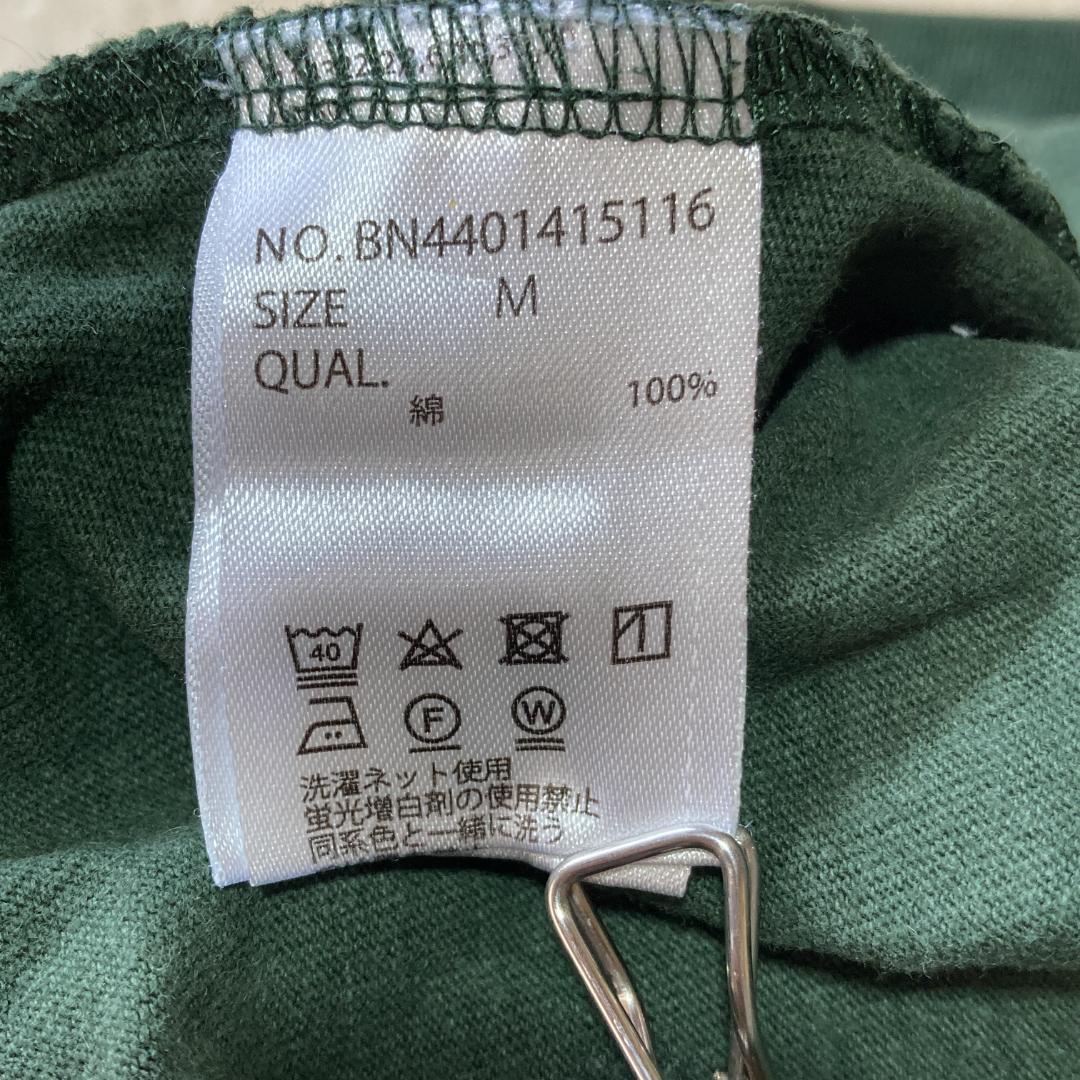 NO. BN4401415116
SIZE M
QUAL.
綿 100%
40
F W
洗濯ネット使用
蛍光増白剤の使用禁止
同系色と一緒に洗う